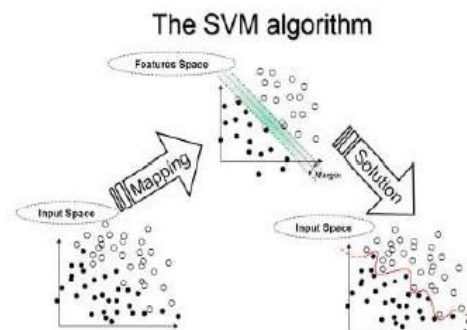 The SVM algorithm
Features Space
Margin
Mapping
Solution
Input Space
Input Space